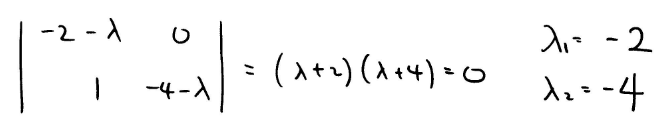 | -2 - λ 0 | λ₁ = -2
| 1 -4 - λ | = (λ+2)(λ+4) = 0 λ₂ = -4